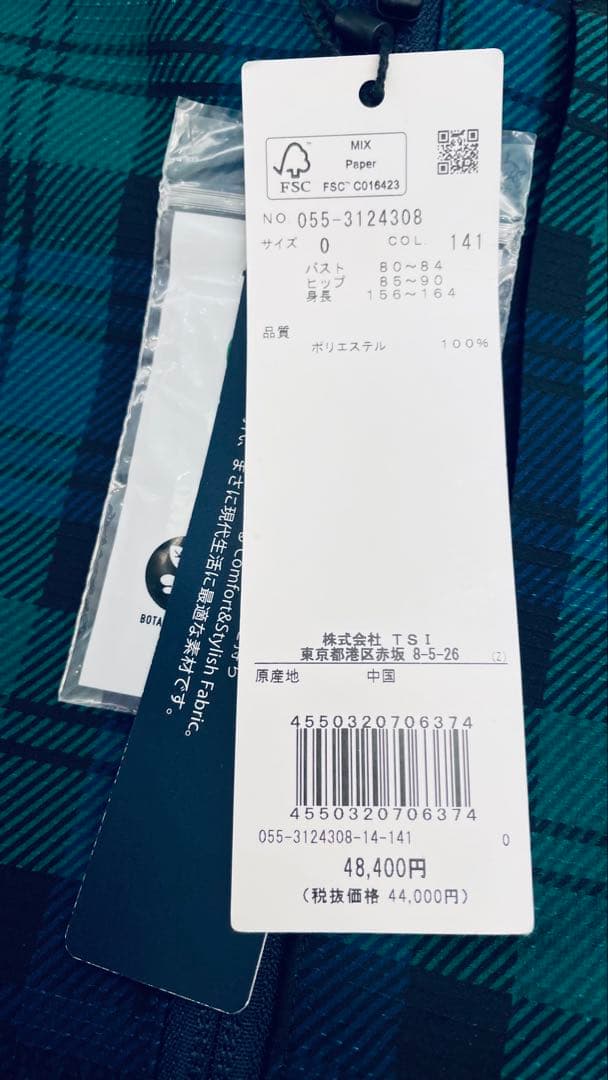 MIX
Paper
FSC
FSC™ C016423
NO. 055-3124308
サイズ 0 COL. 141
バスト 80～84
ヒップ 85～90
身長 156～164
品質
ポリエステル 100%
株式会社 TSI
東京都港区赤坂 8-5-26 (2)
原産地 中国
4550320706374
4550320706374
055-3124308-14-141 0
48,400円
(税抜価格 44,000円)
Comfort&Stylish Fabric。
まさに現代生活に最適な素材です。
BOTA